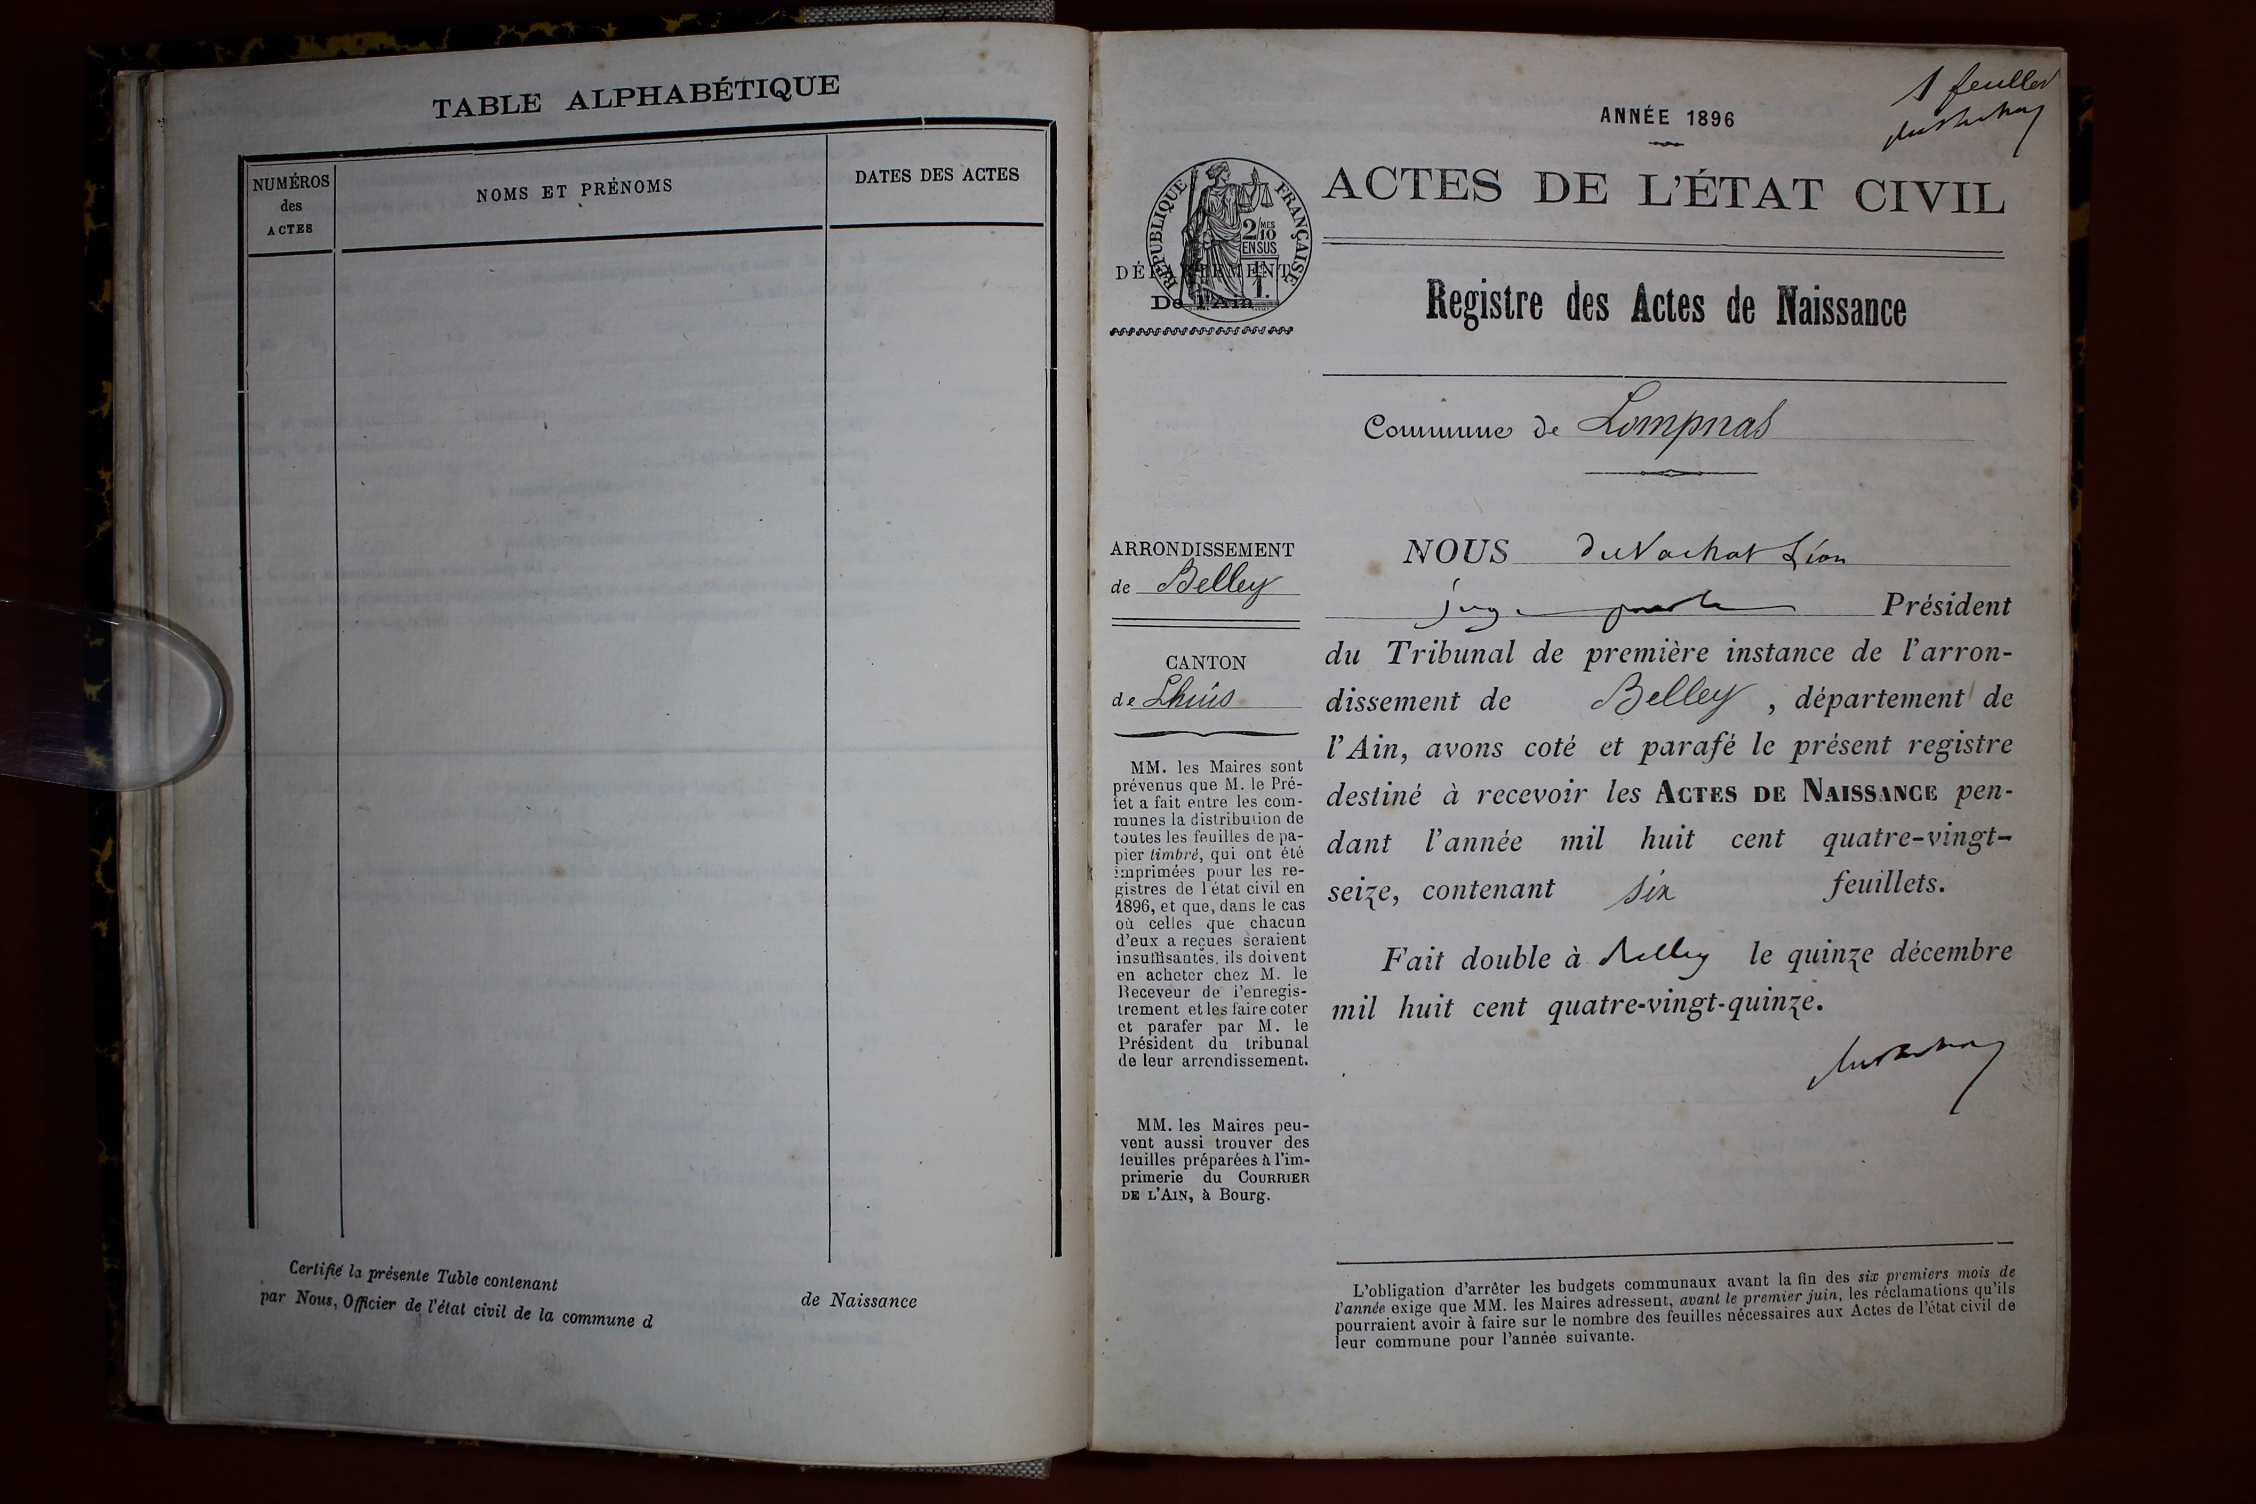 TABLE ALPHABÉTIQUE
NUMÉROS
des
ACTES
NOMS ET PRÉNOMS
DATES DES ACTES
Certifié la présente Table contenant
de Naissance
par Nous, Officier de l'état civil de la commune d
1 feuillet
ANNÉE 1896
ACTES DE L'ÉTAT CIVIL
RÉPUBLIQUE FRANÇAISE
2/10 MES
EN SUS
1.
DÉPARTEMENT
De l'Ain
Registre des Actes de Naissance
Commune de Lompnas
ARRONDISSEMENT
de Belley
CANTON
de Lhuis
MM. les Maires sont
prévenus que M. le Pré-
fet a fait entre les com-
munes la distribution de
toutes les feuilles de pa-
pier timbré, qui ont été
imprimées pour les re-
gistres de l'état civil en
1896, et que, dans le cas
où celles que chacun
d'eux a reçues seraient
insuffisantes, ils doivent
en acheter chez M. le
Receveur de l'enregis-
trement et les faire coter
et parafer par M. le
Président du tribunal
de leur arrondissement.
MM. les Maires peu-
vent aussi trouver des
feuilles préparées à l'im-
primerie du COURRIER
DE L'AIN, à Bourg.
NOUS duVachat Léon
juge Président
du Tribunal de première instance de l'arron-
dissement de Belley, département de
l'Ain, avons coté et parafé le présent registre
destiné à recevoir les ACTES DE NAISSANCE pen-
dant l'année mil huit cent quatre-vingt-
seize, contenant six feuillets.
Fait double à Belley le quinze décembre
mil huit cent quatre-vingt-quinze.
L'obligation d'arrêter les budgets communaux avant la fin des six premiers mois de
l'année exige que MM. les Maires adressent, avant le premier juin, les réclamations qu'ils
pourraient avoir à faire sur le nombre des feuilles nécessaires aux Actes de l'état civil de
leur commune pour l'année suivante.